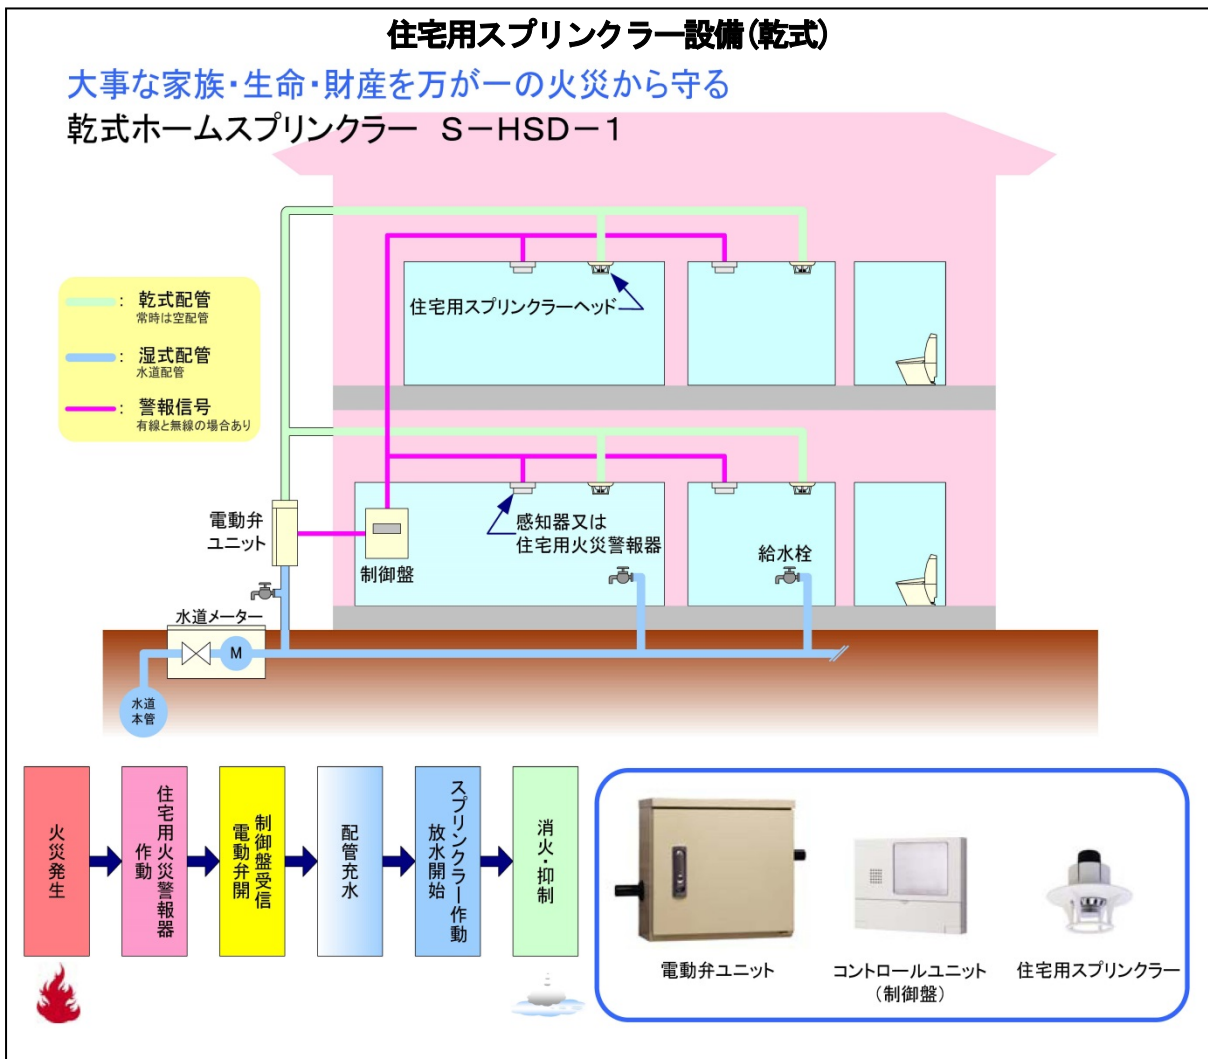 住宅用スプリンクラー設備(乾式)
大事な家族・生命・財産を万が一の火災から守る
乾式ホームスプリンクラー S－HSD－1
： 乾式配管
常時は空配管
： 湿式配管
水道配管
： 警報信号
有線と無線の場合あり
住宅用スプリンクラーヘッド
電動弁
ユニット
制御盤
感知器又は
住宅用火災警報器
給水栓
水道メーター
M
水道
本管
火災発生
住宅用火災警報器
作動
制御盤受信
電動弁開
配管充水
スプリンクラー作動
放水開始
消火・抑制
電動弁ユニット
コントロールユニット
（制御盤）
住宅用スプリンクラー